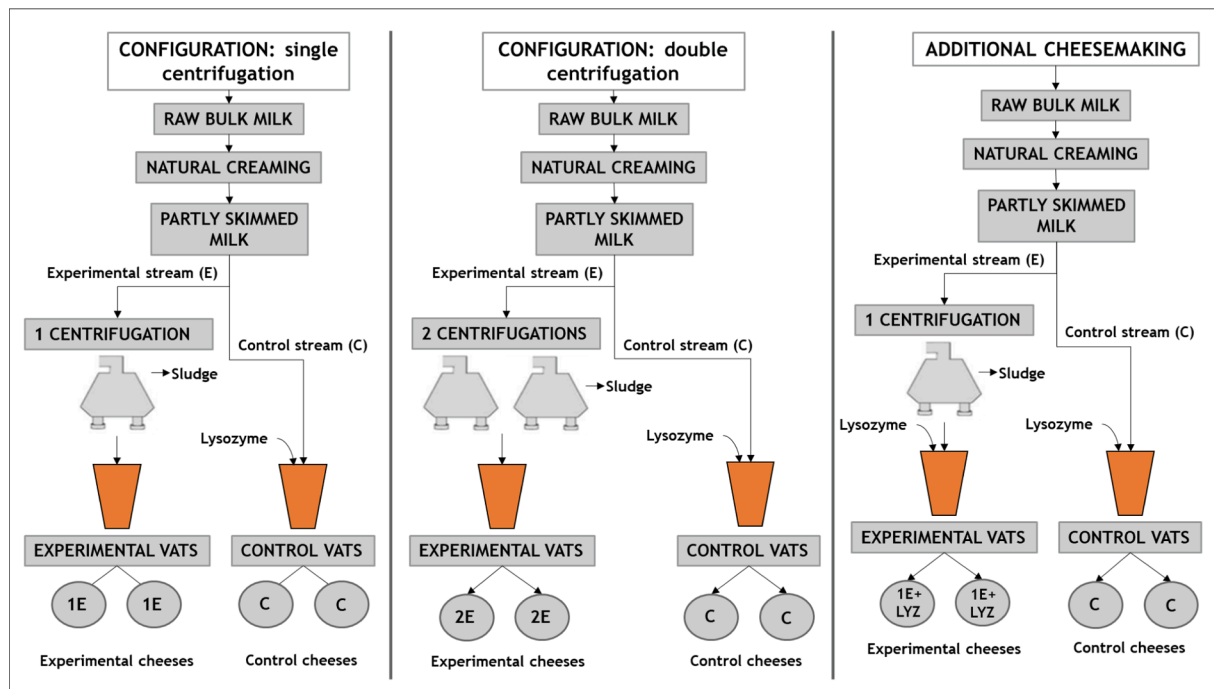 CONFIGURATION: single
centrifugation
RAW BULK MILK
NATURAL CREAMING
PARTLY SKIMMED
MILK
Experimental stream (E)
1 CENTRIFUGATION
Control stream (C)
Sludge
Lysozyme
EXPERIMENTAL VATS
CONTROL VATS
1E
1E
C
C
Experimental cheeses
Control cheeses
CONFIGURATION: double
centrifugation
RAW BULK MILK
NATURAL CREAMING
PARTLY SKIMMED
MILK
Experimental stream (E)
2 CENTRIFUGATIONS
Control stream (C)
Sludge
Lysozyme
EXPERIMENTAL VATS
CONTROL VATS
2E
2E
C
C
Experimental cheeses
Control cheeses
ADDITIONAL CHEESEMAKING
RAW BULK MILK
NATURAL CREAMING
PARTLY SKIMMED
MILK
Experimental stream (E)
1 CENTRIFUGATION
Control stream (C)
Sludge
Lysozyme
Lysozyme
EXPERIMENTAL VATS
CONTROL VATS
1E+
LYZ
1E+
LYZ
C
C
Experimental cheeses
Control cheeses